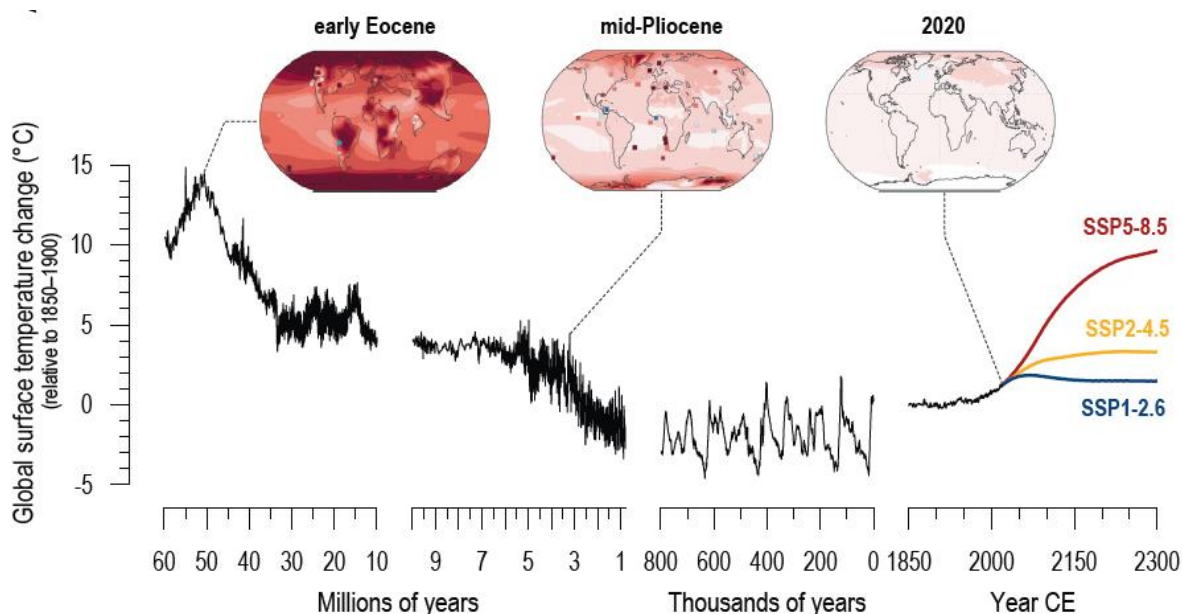 early Eocene
mid-Pliocene
2020
Global surface temperature change (°C)
(relative to 1850–1900)
15
10
5
0
-5
SSP5-8.5
SSP2-4.5
SSP1-2.6
60 50 40 30 20 10
9 7 5 3 1
800 600 400 200 0
1850 2000 2150 2300
Millions of years
Thousands of years
Year CE